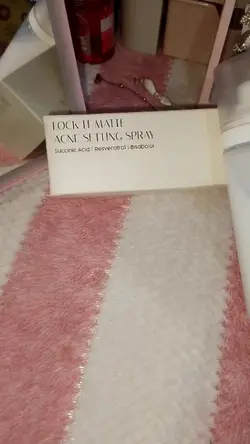 LOCK IT MATTE
ACNE SETTING SPRAY
Succinic Acid / Resveratrol / Bisabolol